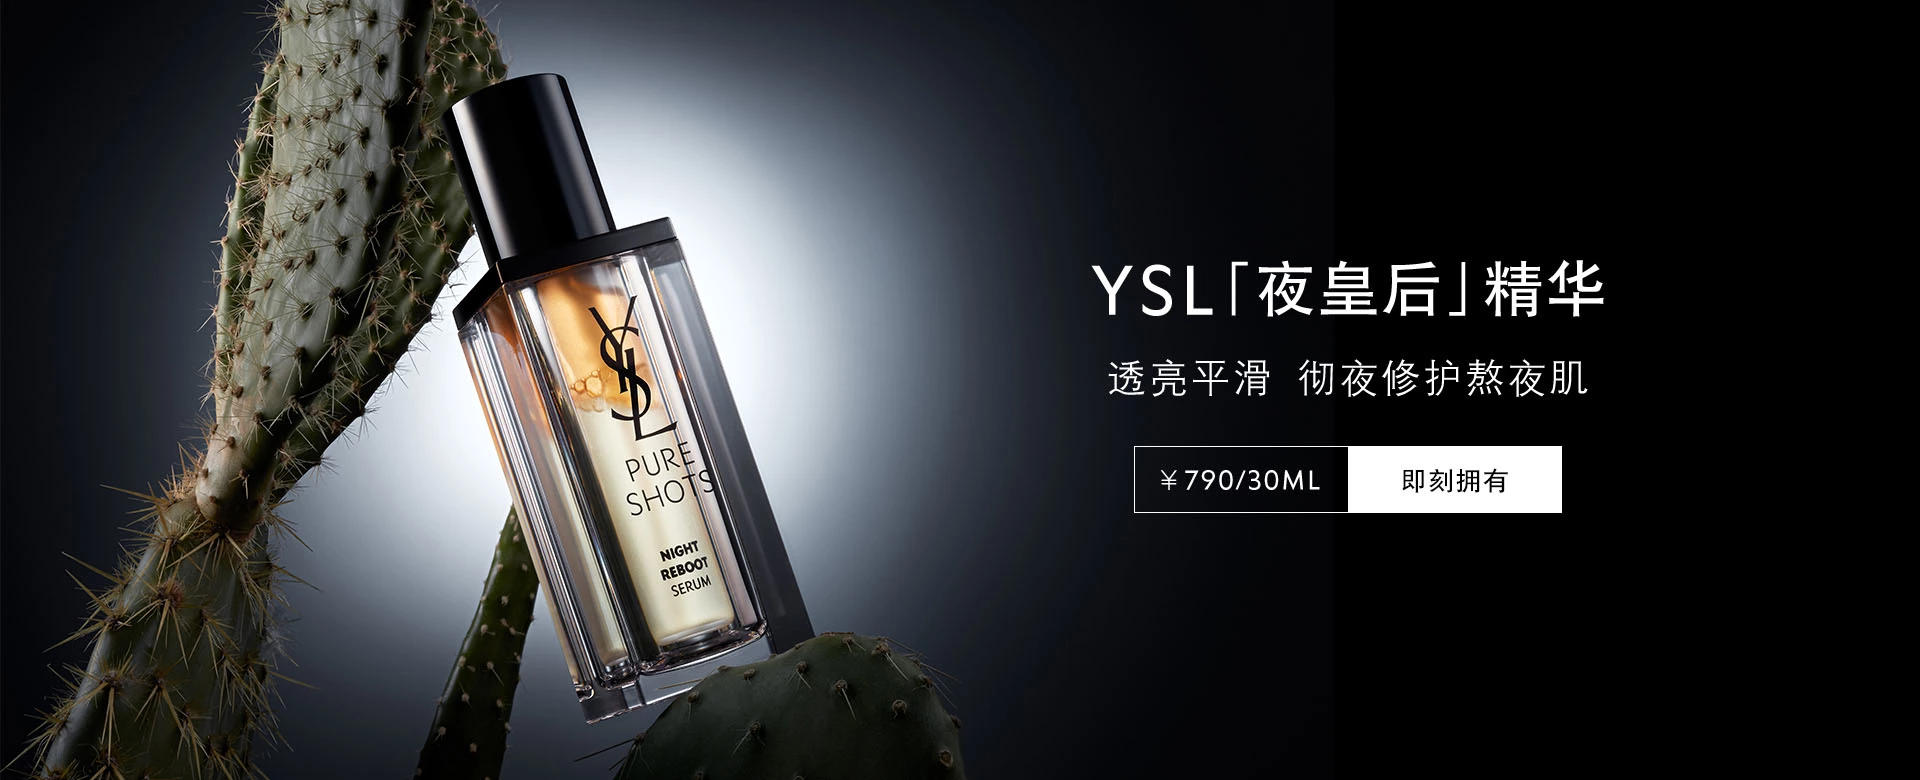 YSL
PURE
SHOTS
NIGHT
REBOOT
SERUM
YSL「夜皇后」精华
透亮平滑 彻夜修护熬夜肌
￥790/30ML
即刻拥有